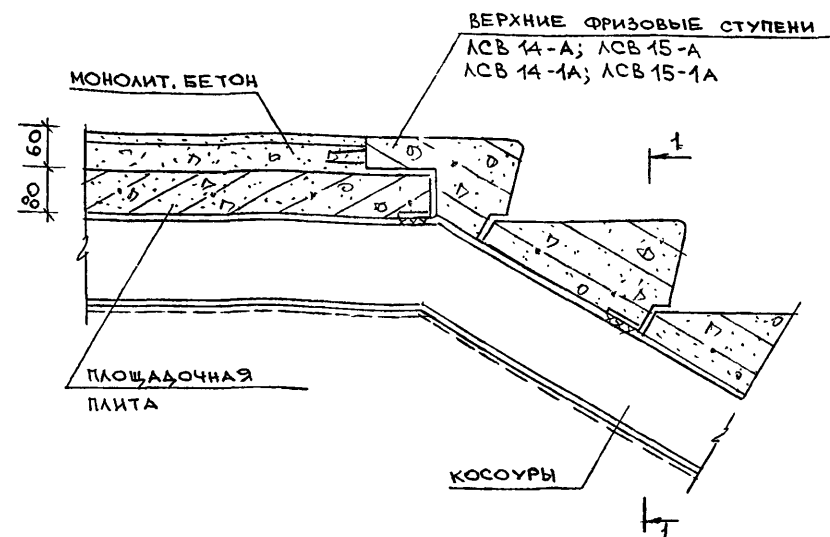 ВЕРХНИЕ ФРИЗОВЫЕ СТУПЕНИ
ЛСВ 14-А; ЛСВ 15-А
ЛСВ 14-1А; ЛСВ 15-1А
МОНОЛИТ. БЕТОН
60
80
1
ПЛОЩАДОЧНАЯ
ПЛИТА
КОСОУРЫ
1